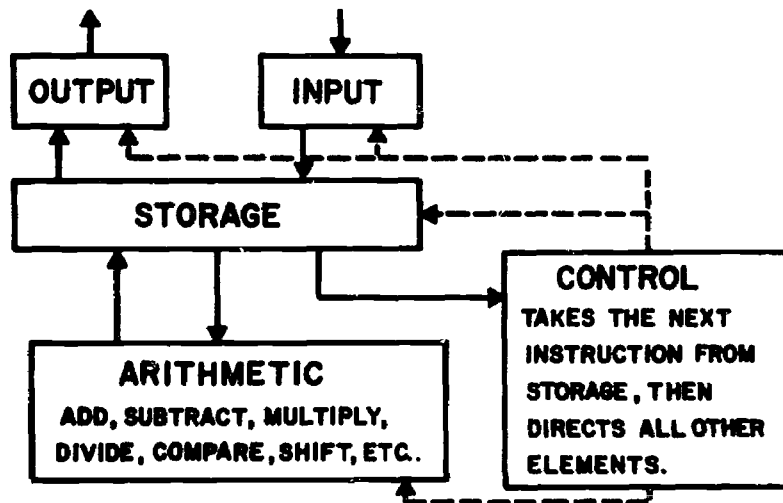 OUTPUT
INPUT
STORAGE
CONTROL
TAKES THE NEXT
INSTRUCTION FROM
STORAGE, THEN
DIRECTS ALL OTHER
ELEMENTS.
ARITHMETIC
ADD, SUBTRACT, MULTIPLY,
DIVIDE, COMPARE, SHIFT, ETC..